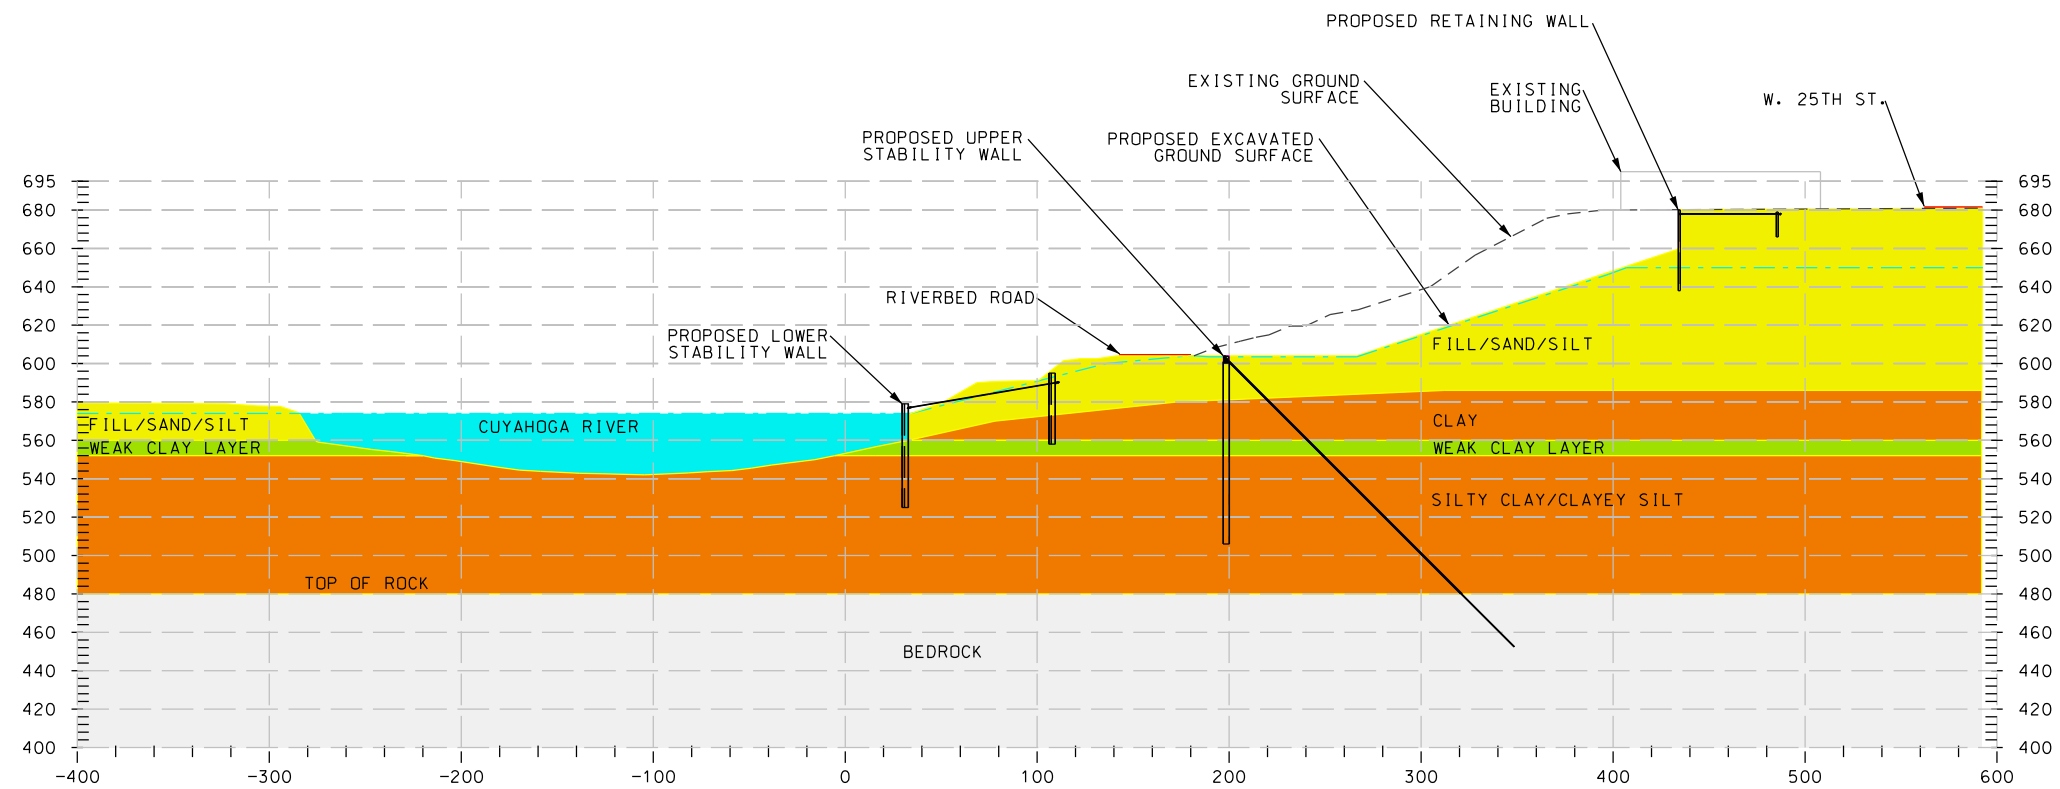 PROPOSED RETAINING WALL
EXISTING GROUND
SURFACE
EXISTING
BUILDING
W. 25TH ST.
PROPOSED UPPER
STABILITY WALL
PROPOSED EXCAVATED
GROUND SURFACE
RIVERBED ROAD
PROPOSED LOWER
STABILITY WALL
FILL/SAND/SILT
CLAY
WEAK CLAY LAYER
SILTY CLAY/CLAYEY SILT
FILL/SAND/SILT
WEAK CLAY LAYER
CUYAHOGA RIVER
TOP OF ROCK
BEDROCK
695 695
680 680
660 660
640 640
620 620
600 600
580 580
560 560
540 540
520 520
500 500
480 480
460 460
440 440
420 420
400 400
-400 -300 -200 -100 0 100 200 300 400 500 600